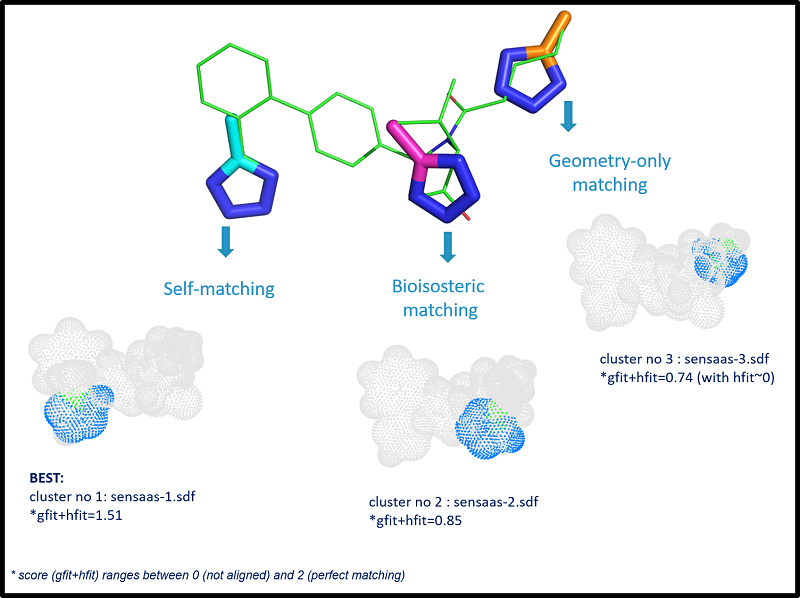 Geometry-only
matching
Self-matching
Bioisosteric
matching
cluster no 3 : sensaas-3.sdf
*gfit+hfit=0.74 (with hfit~0)
BEST:
cluster no 1: sensaas-1.sdf
*gfit+hfit=1.51
cluster no 2 : sensaas-2.sdf
*gfit+hfit=0.85
* score (gfit+hfit) ranges between 0 (not aligned) and 2 (perfect matching)